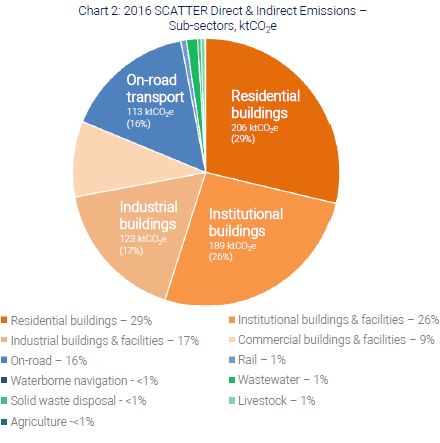 Chart 2: 2016 SCATTER Direct & Indirect Emissions –
Sub-sectors, ktCO₂e
On-road
transport
113 ktCO₂e
(16%)
Residential
buildings
206 ktCO₂e
(29%)
Industrial
buildings
123 ktCO₂e
(17%)
Institutional
buildings
189 ktCO₂e
(26%)
Residential buildings – 29%
Institutional buildings & facilities – 26%
Industrial buildings & facilities – 17%
Commercial buildings & facilities – 9%
On-road – 16%
Rail – 1%
Waterborne navigation - <1%
Wastewater – 1%
Solid waste disposal - <1%
Livestock – 1%
Agriculture -<1%